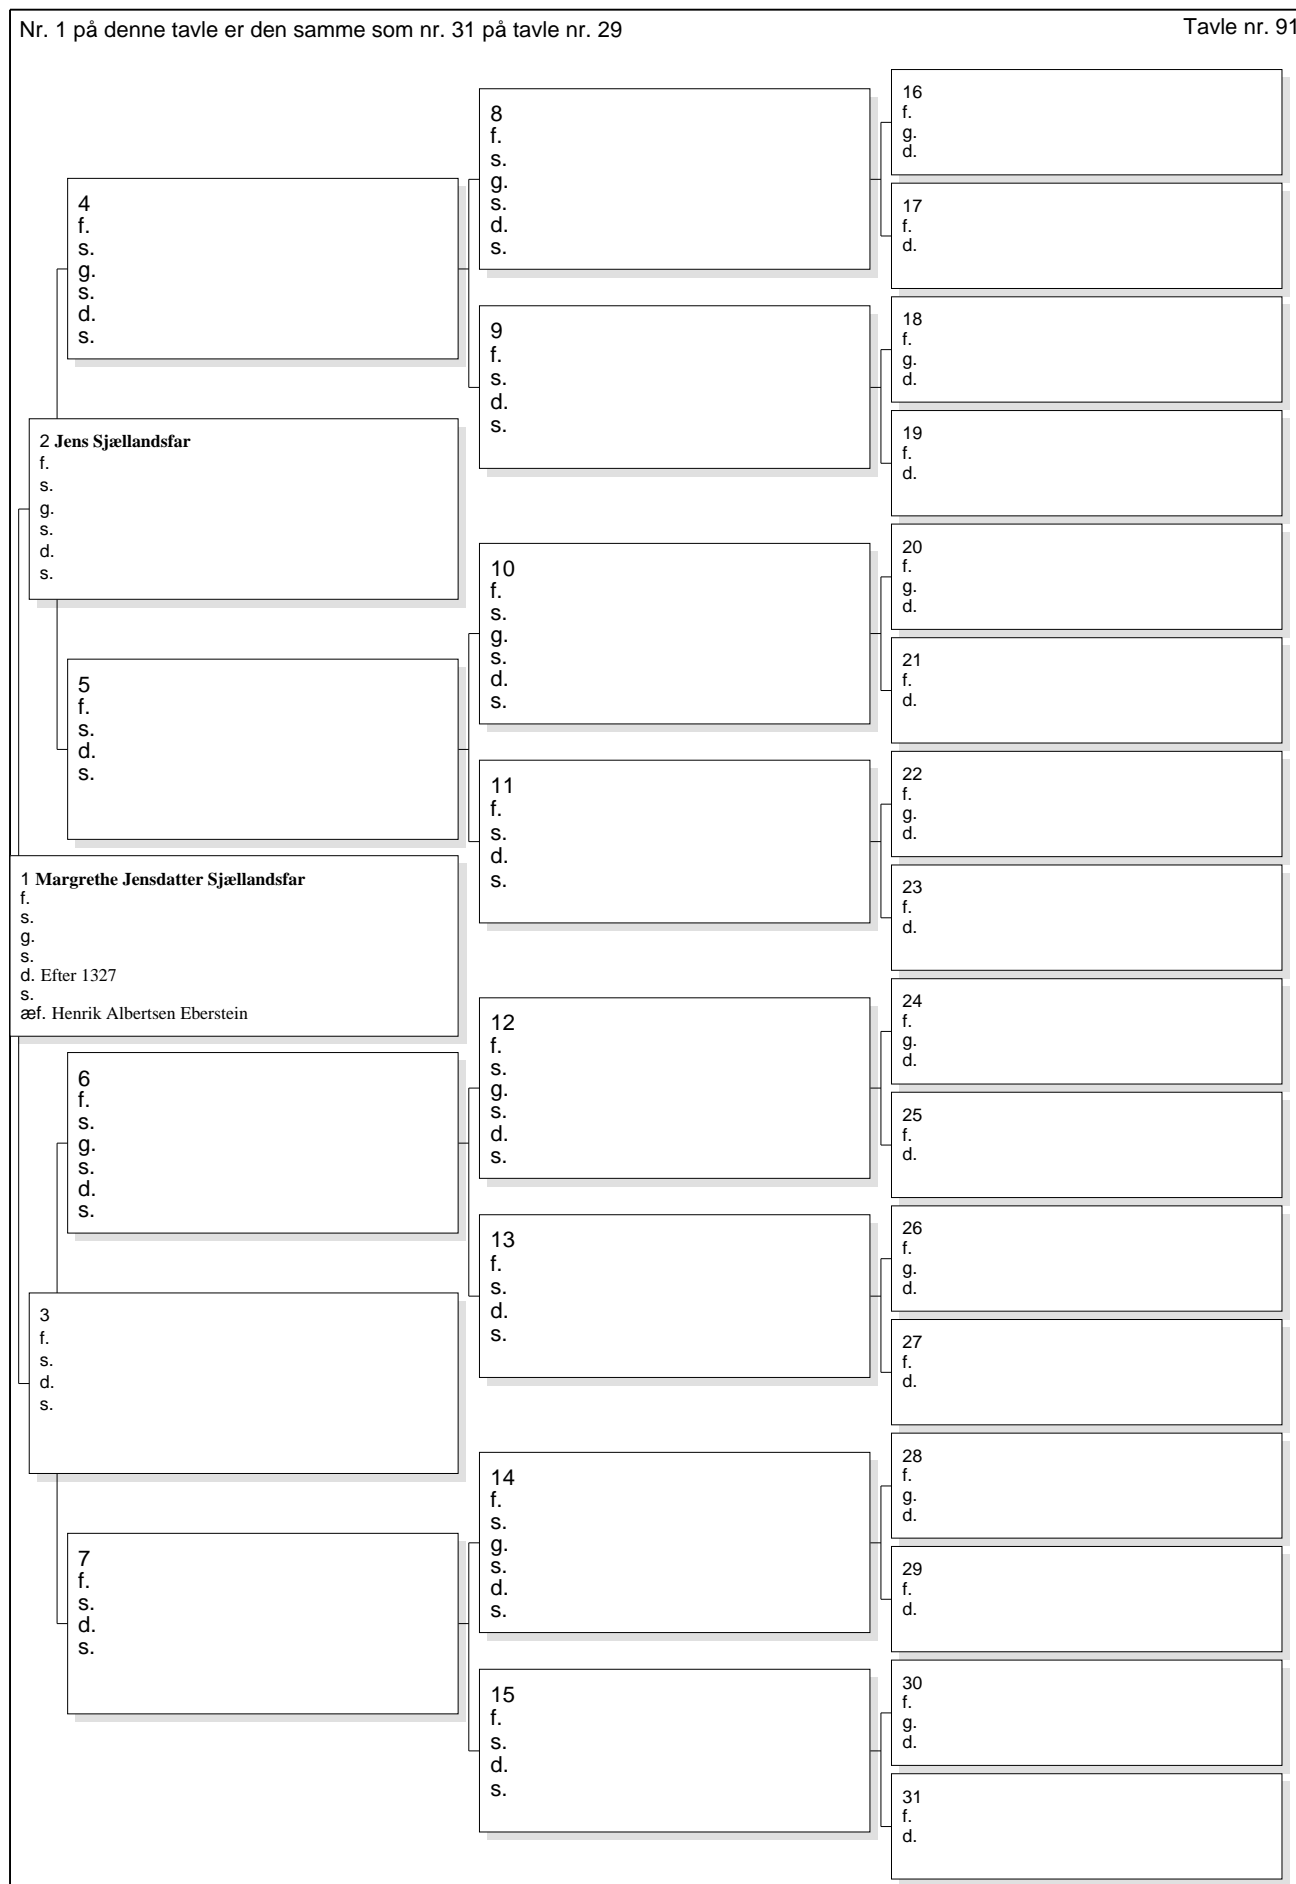 Nr. 1 på denne tavle er den samme som nr. 31 på tavle nr. 29
Tavle nr. 91
16
f.
g.
d.
8
f.
s.
g.
s.
d.
s.
17
f.
d.
4
f.
s.
g.
s.
d.
s.
18
f.
g.
d.
9
f.
s.
d.
s.
19
f.
d.
2 Jens Sjællandsfar
f.
s.
g.
s.
d.
s.
20
f.
g.
d.
10
f.
s.
g.
s.
d.
s.
21
f.
d.
5
f.
s.
d.
s.
22
f.
g.
d.
11
f.
s.
d.
s.
23
f.
d.
1 Margrethe Jensdatter Sjællandsfar
f.
s.
g.
s.
d. Efter 1327
s.
æf. Henrik Albertsen Eberstein
24
f.
g.
d.
12
f.
s.
g.
s.
d.
s.
25
f.
d.
6
f.
s.
g.
s.
d.
s.
26
f.
g.
d.
13
f.
s.
d.
s.
27
f.
d.
3
f.
s.
d.
s.
28
f.
g.
d.
14
f.
s.
g.
s.
d.
s.
29
f.
d.
7
f.
s.
d.
s.
30
f.
g.
d.
15
f.
s.
d.
s.
31
f.
d.